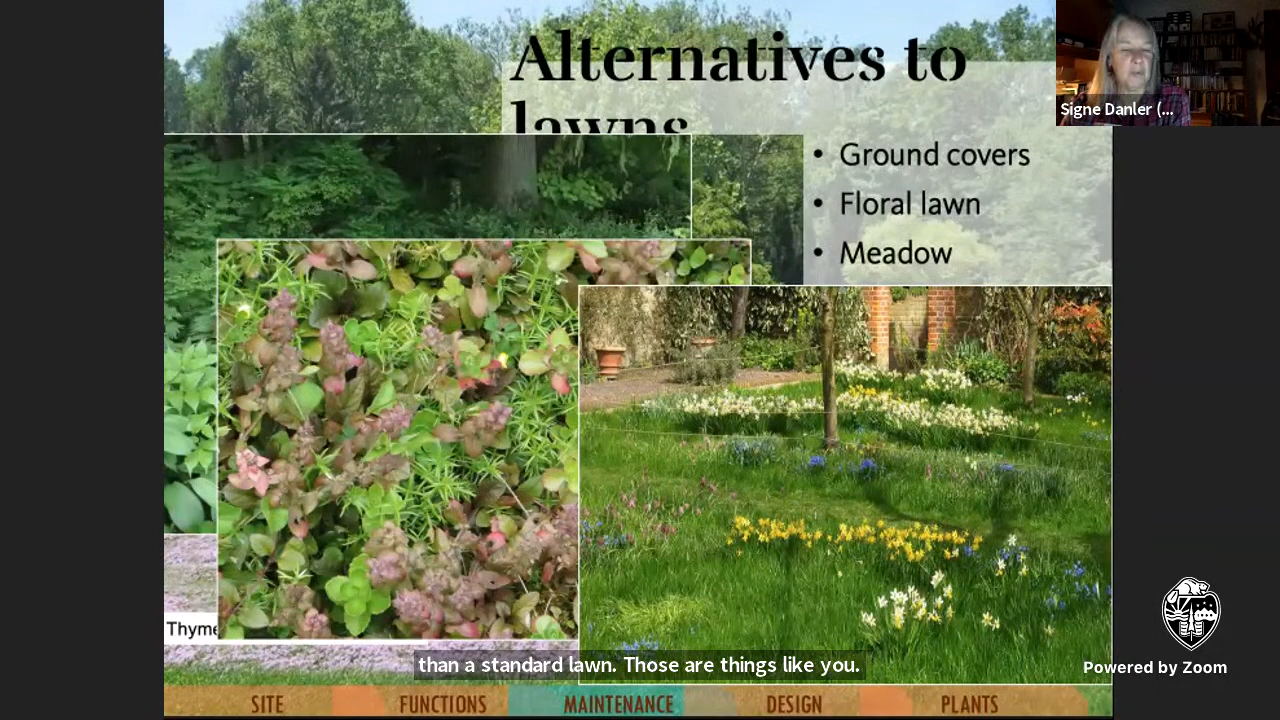 Alternatives to
lawns
Signe Danler (...
• Ground covers
• Floral lawn
• Meadow
Thyme
than a standard lawn. Those are things like you.
Powered by Zoom
SITE FUNCTIONS MAINTENANCE DESIGN PLANTS